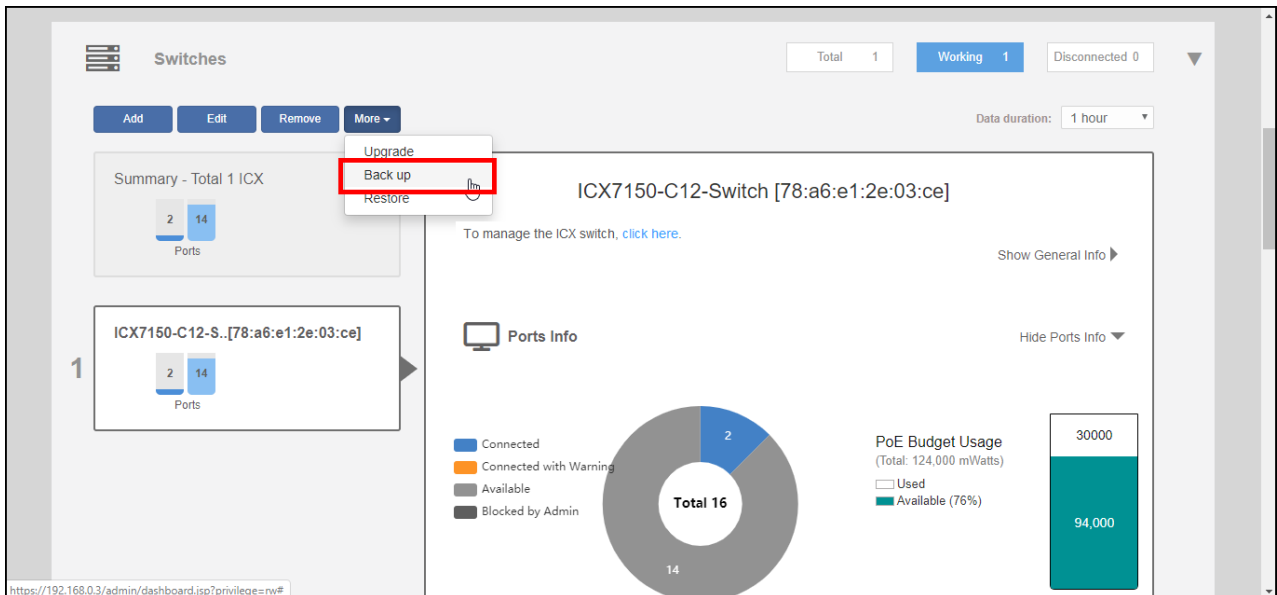 Switches
Total 1
Working 1
Disconnected 0
Add
Edit
Remove
More
Data duration: 1 hour
Upgrade
Back up
Restore
Summary - Total 1 ICX
2 14
Ports
ICX7150-C12-S..[78:a6:e1:2e:03:ce]
1
2 14
Ports
ICX7150-C12-Switch [78:a6:e1:2e:03:ce]
To manage the ICX switch, click here.
Show General Info
Ports Info
Hide Ports Info
Connected
Connected with Warning
Available
Blocked by Admin
2
Total 16
14
PoE Budget Usage
(Total: 124,000 mWatts)
Used
Available (76%)
30000
94,000
https://192.168.0.3/admin/dashboard.jsp?privilege=rw#